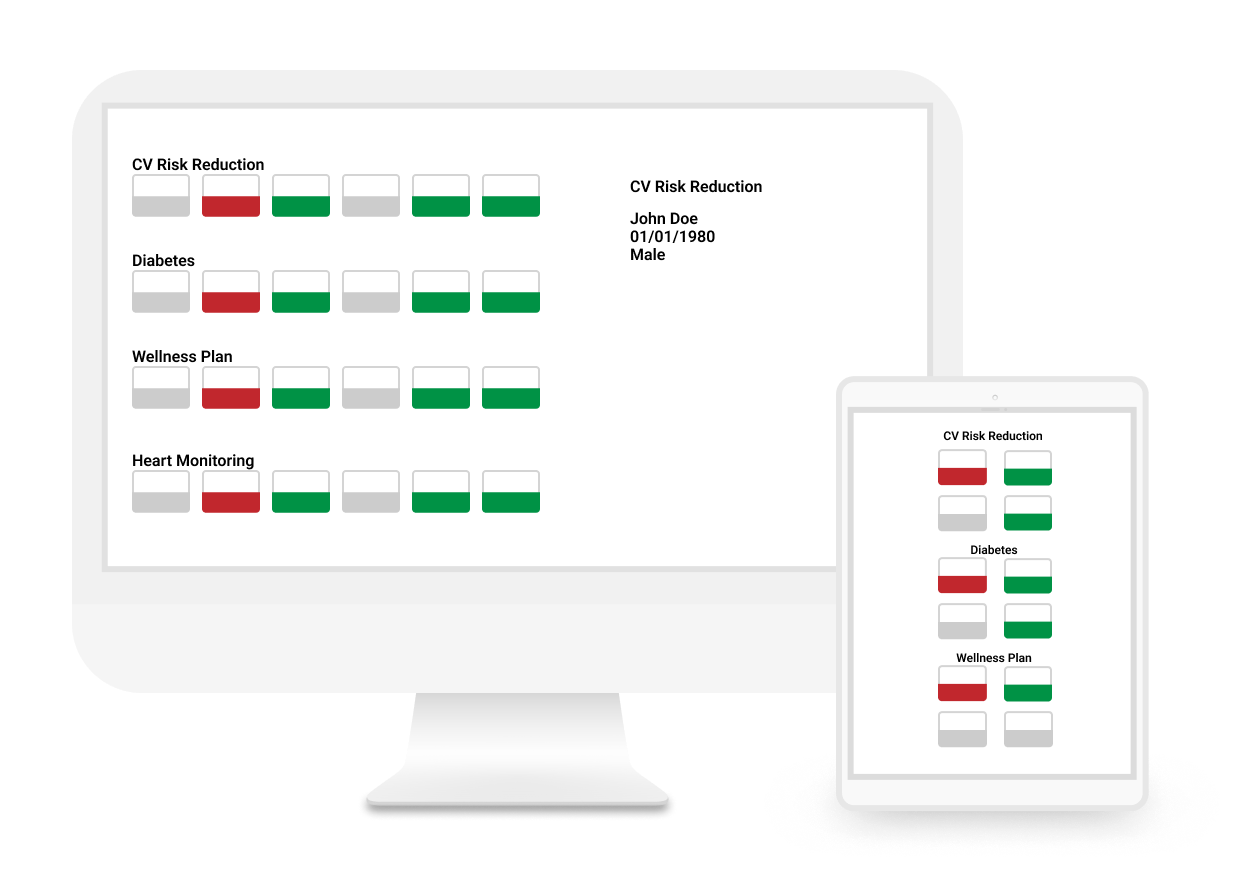 CV Risk Reduction
Diabetes
Wellness Plan
Heart Monitoring
CV Risk Reduction
John Doe
01/01/1980
Male
CV Risk Reduction
Diabetes
Wellness Plan